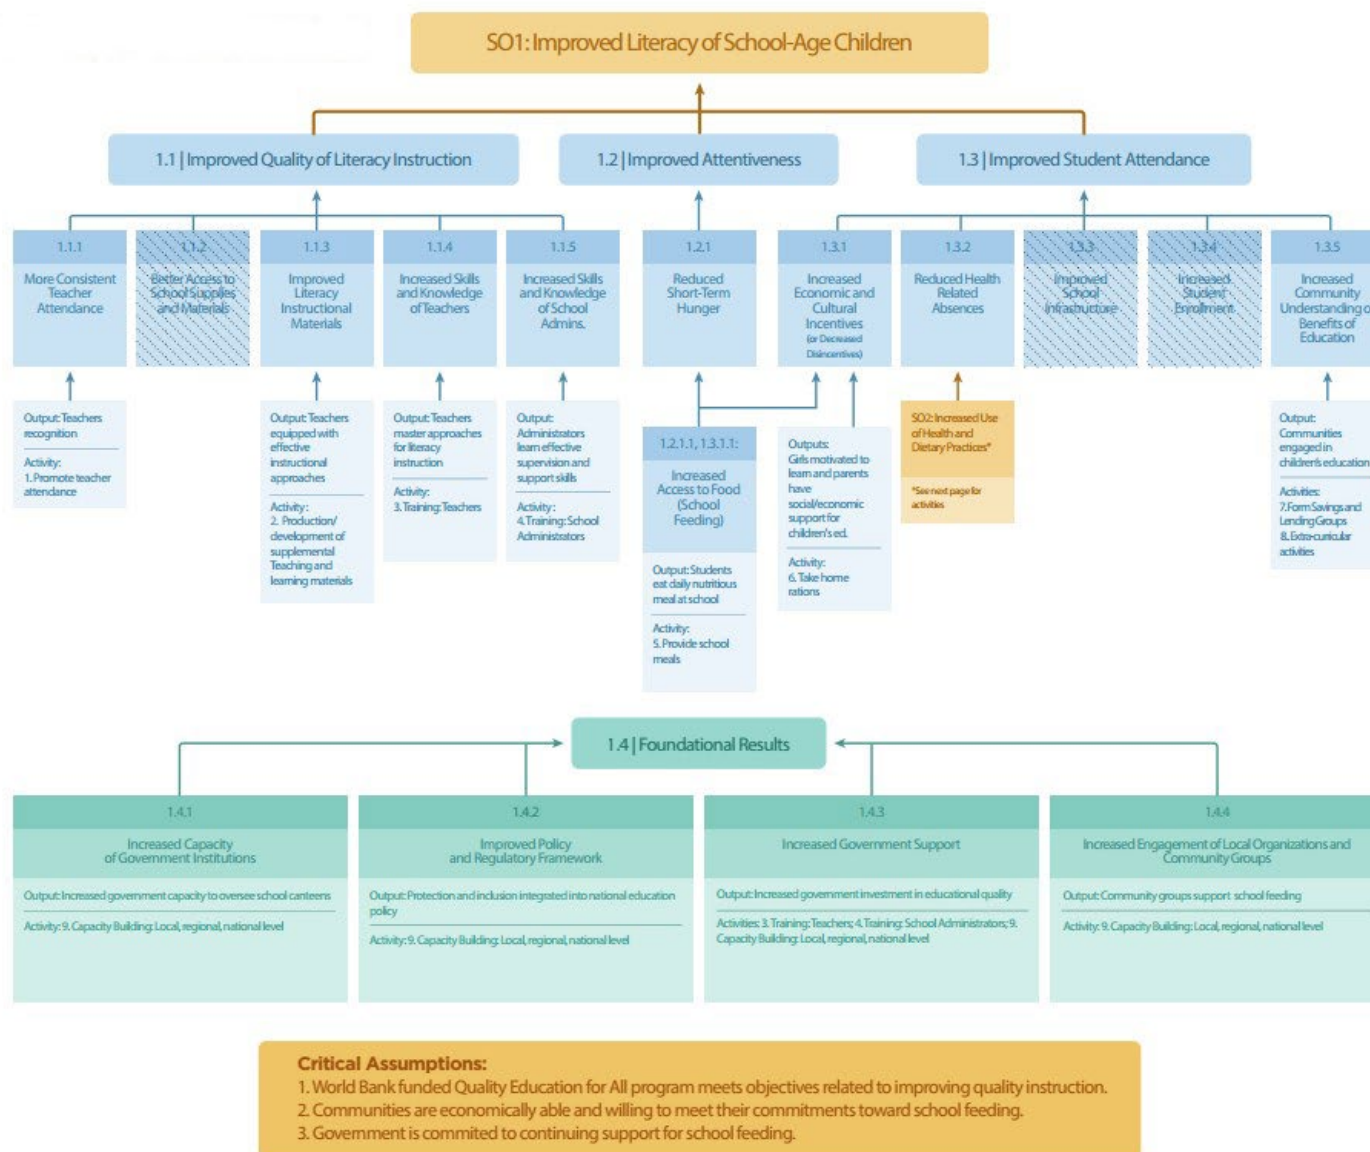 SO1: Improved Literacy of School-Age Children
1.1 | Improved Quality of Literacy Instruction
1.2 | Improved Attentiveness
1.3 | Improved Student Attendance
1.1.1
More Consistent
Teacher
Attendance
1.1.2
Better Access to
School Supplies
and Materials
1.1.3
Improved
Literacy
Instructional
Materials
1.1.4
Increased Skills
and Knowledge
of Teachers
1.1.5
Increased Skills
and Knowledge
of School
Admins.
1.2.1
Reduced
Short-Term
Hunger
1.3.1
Increased
Economic and
Cultural
Incentives
(or Decreased
Disincentives)
1.3.2
Reduced Health
Related
Absences
1.3.3
Improved
School
Infrastructure
1.3.4
Increased
Student
Enrollment
1.3.5
Increased
Community
Understanding o
Benefits of
Education
Output: Teachers
recognition
Activity:
1. Promote teacher
attendance
Output: Teachers
equipped with
effective
instructional
approaches
Activity :
2. Production/
development of
supplemental
Teaching and
learning materials
Output: Teachers
master approaches
for literacy
instruction
Activity:
3. Training: Teachers
Output:
Administrators
learn effective
supervision and
support skills
Activity :
4. Training: School
Administrators
1.2.1.1, 1.3.1.1:
Increased
Access to Food
(School
Feeding)
Output: Students
eat daily nutritious
meal at school
Activity:
5. Provide school
meals
Outputs:
Girls motivated to
learn and parents
have
social/economic
support for
children's ed.
Activity:
6. Take home
rations
SO2: Increased Use
of Health and
Dietary Practices*
*See next page for
activities
Output:
Communities
engaged in
children's education
Activities:
7. Form Savings and
Lending Groups
8. Extra-curricular
activities
1.4 | Foundational Results
1.4.1
Increased Capacity
of Government Institutions
Output: Increased government capacity to oversee school canteens
Activity: 9. Capacity Building: Local, regional, national level
1.4.2
Improved Policy
and Regulatory Framework
Output: Protection and inclusion integrated into national education
policy
Activity: 9. Capacity Building: Local, regional, national level
1.4.3
Increased Government Support
Output: Increased government investment in educational quality
Activities: 3. Training: Teachers; 4. Training: School Administrators; 9.
Capacity Building: Local, regional, national level
1.4.4
Increased Engagement of Local Organizations and
Community Groups
Output: Community groups support school feeding
Activity: 9. Capacity Building: Local, regional, national level
Critical Assumptions:
1. World Bank funded Quality Education for All program meets objectives related to improving quality instruction.
2. Communities are economically able and willing to meet their commitments toward school feeding.
3. Government is commited to continuing support for school feeding.